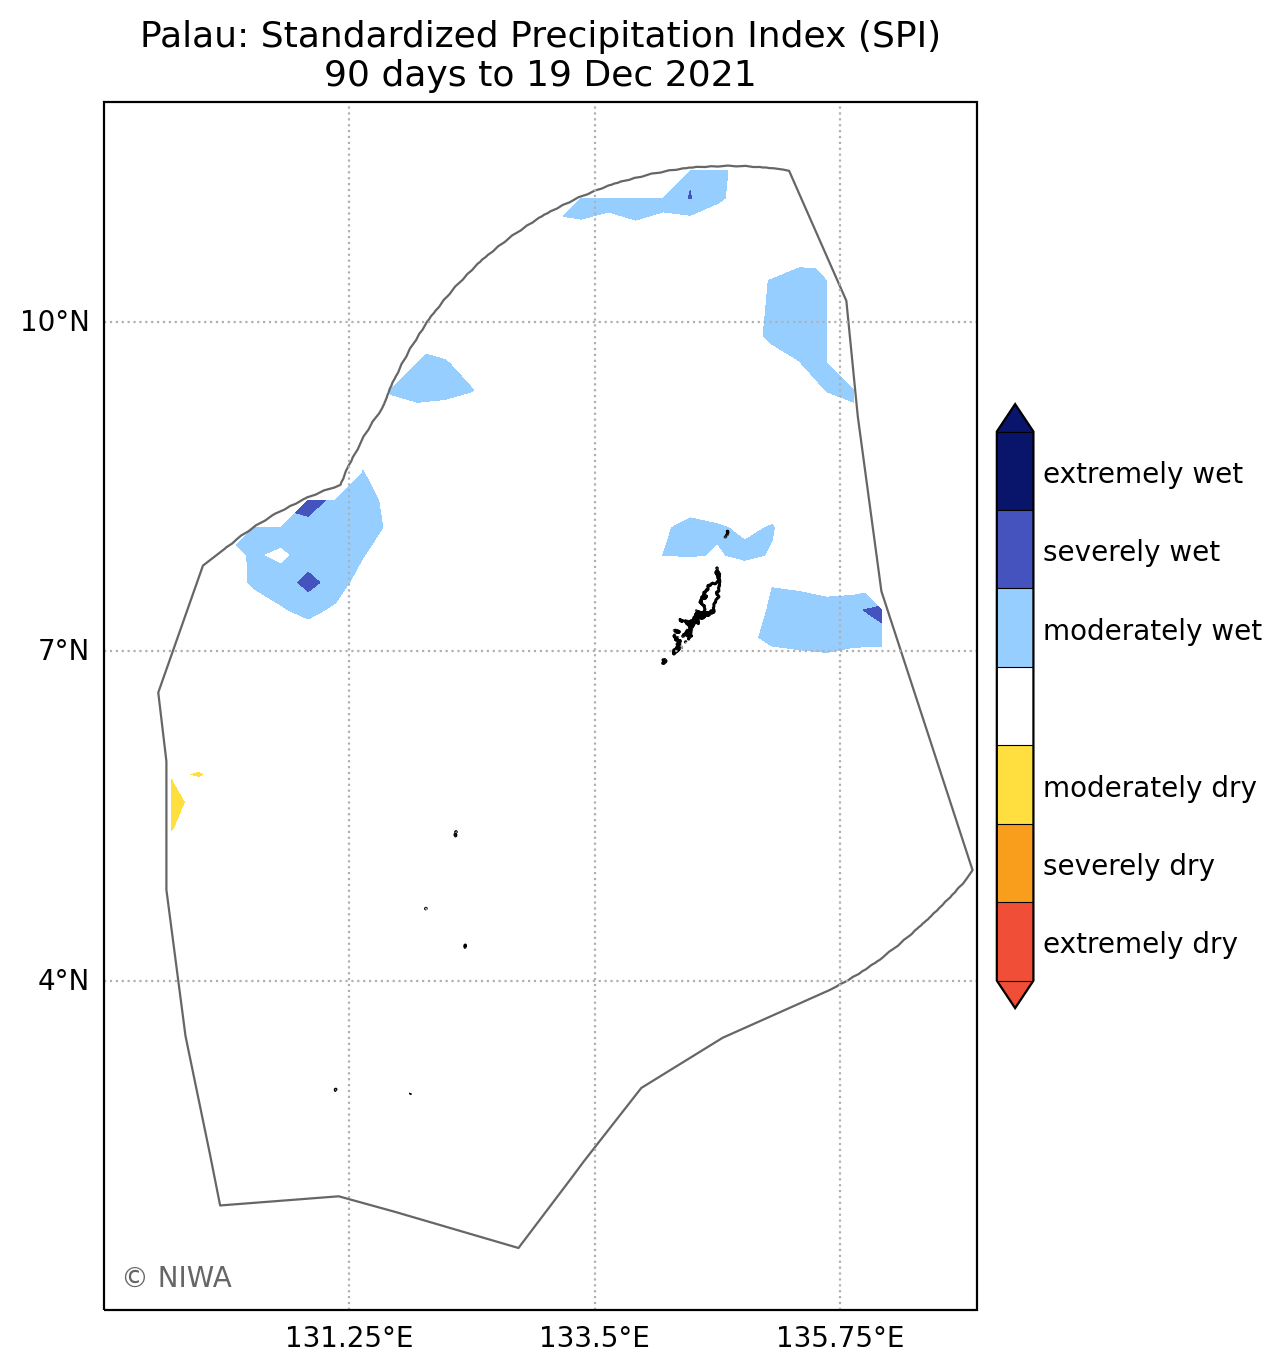 Palau: Standardized Precipitation Index (SPI)
90 days to 19 Dec 2021
10°N
7°N
4°N
131.25°E
133.5°E
135.75°E
extremely wet
severely wet
moderately wet
moderately dry
severely dry
extremely dry
© NIWA